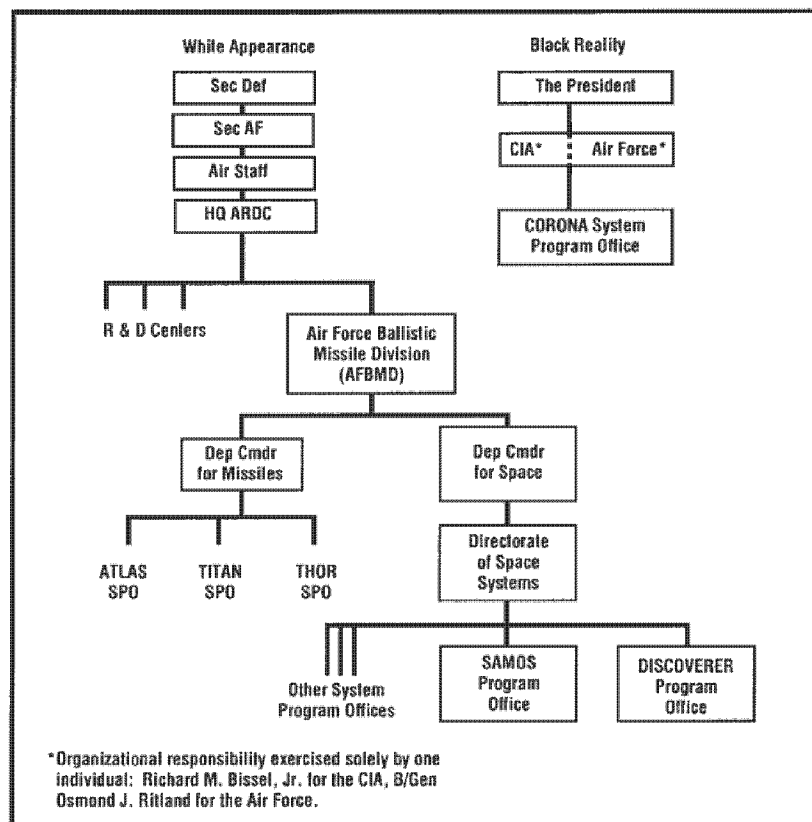 White Appearance
Sec Def
Sec AF
Air Staff
HQ ARDC
R & D Centers
Air Force Ballistic
Missile Division
(AFBMD)
Dep Cmdr
for Missiles
Dep Cmdr
for Space
ATLAS
SPO
TITAN
SPO
THOR
SPO
Directorate
of Space
Systems
Other System
Program Offices
SAMOS
Program
Office
DISCOVERER
Program
Office
Black Reality
The President
CIA* Air Force*
CORONA System
Program Office
*Organizational responsibility exercised solely by one
individual: Richard M. Bissel, Jr. for the CIA, B/Gen
Osmond J. Ritland for the Air Force.